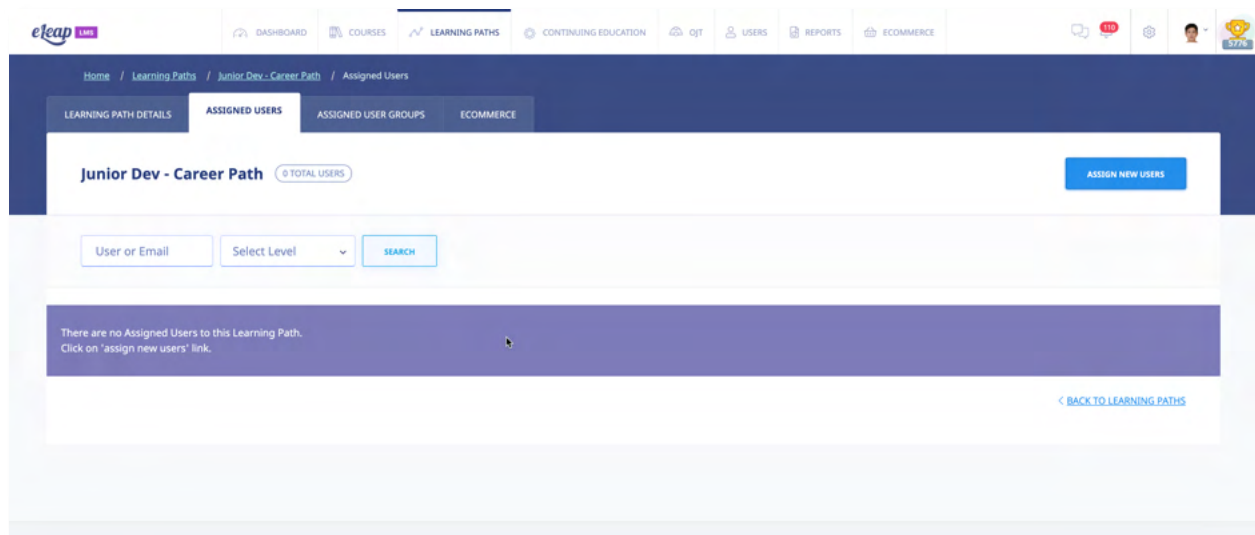 eleap LMS
DASHBOARD COURSES LEARNING PATHS CONTINUING EDUCATION OJT USERS REPORTS ECOMMERCE 110 5776
Home / Learning Paths / Junior Dev - Career Path / Assigned Users
LEARNING PATH DETAILS ASSIGNED USERS ASSIGNED USER GROUPS ECOMMERCE
Junior Dev - Career Path 0 TOTAL USERS ASSIGN NEW USERS
User or Email Select Level SEARCH
There are no Assigned Users to this Learning Path.
Click on 'assign new users' link.
< BACK TO LEARNING PATHS